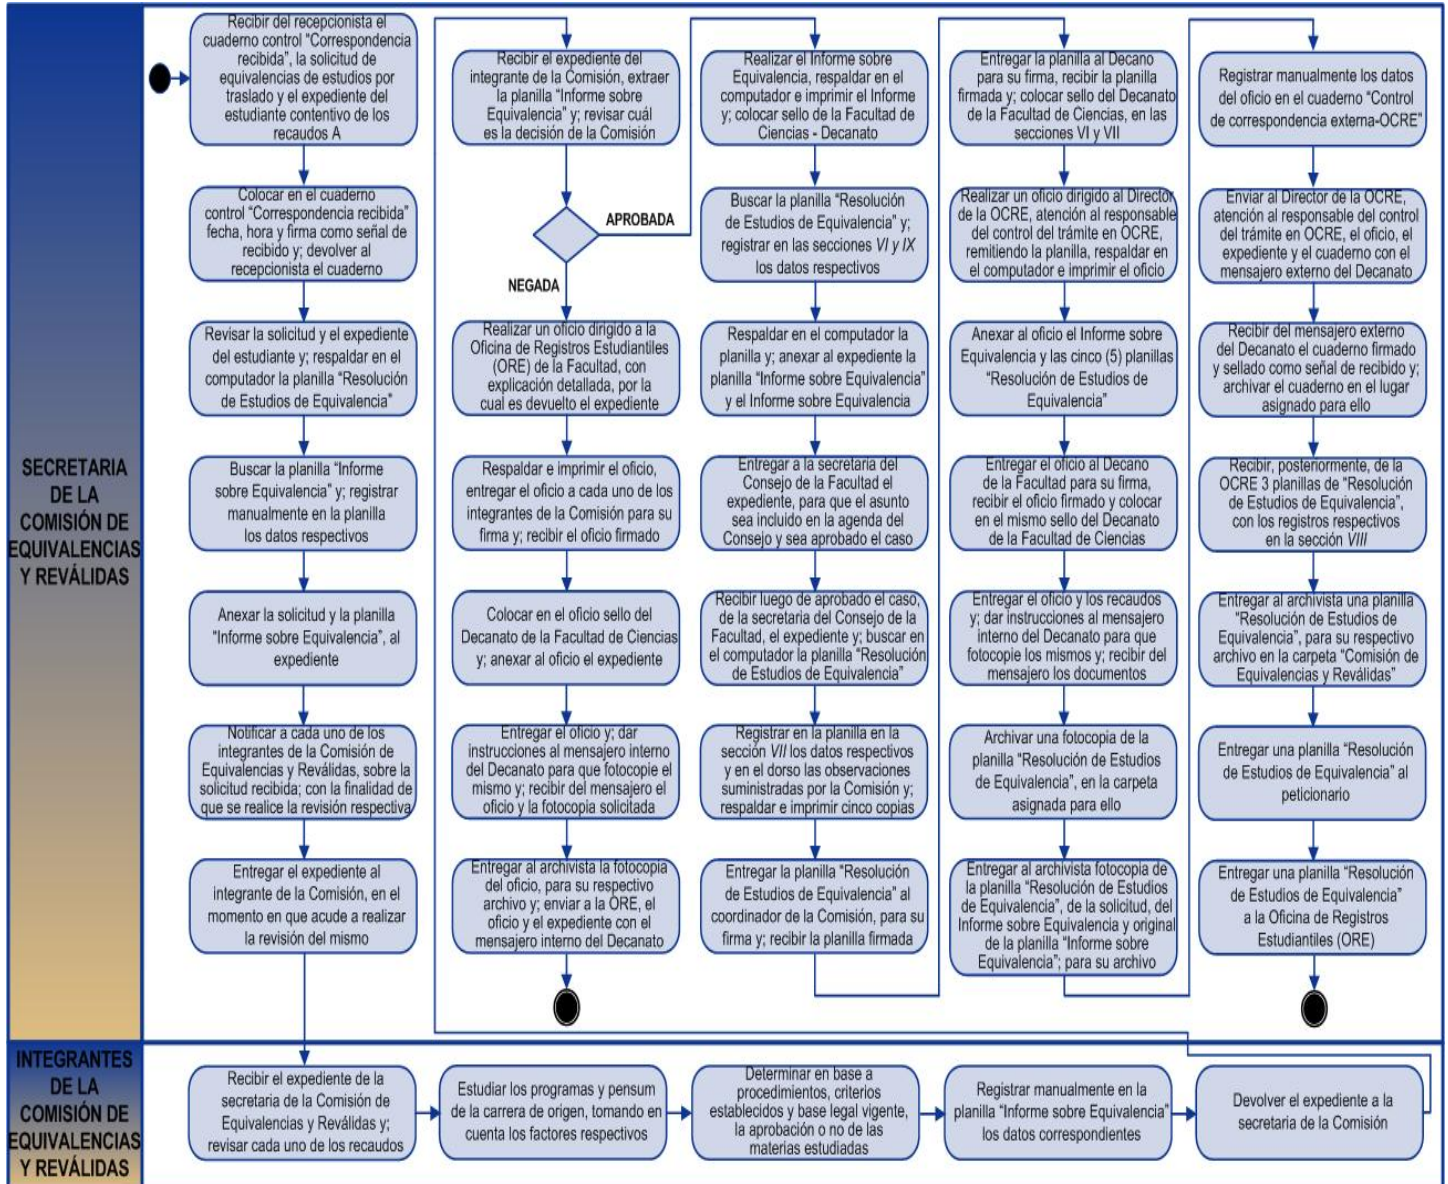 SECRETARIA
DE LA
COMISIÓN DE
EQUIVALENCIAS
Y REVÁLIDAS
Recibir del recepcionista el
cuaderno control “Correspondencia
recibida”, la solicitud de
equivalencias de estudios por
traslado y el expediente del
estudiante contentivo de los
recaudos A
Colocar en el cuaderno
control “Correspondencia recibida”
fecha, hora y firma como señal de
recibido y; devolver al
recepcionista el cuaderno
Revisar la solicitud y el expediente
del estudiante y; respaldar en el
computador la planilla “Resolución
de Estudios de Equivalencia”
Buscar la planilla “Informe
sobre Equivalencia” y; registrar
manualmente en la planilla
los datos respectivos
Anexar la solicitud y la planilla
“Informe sobre Equivalencia”, al
expediente
Notificar a cada uno de los
integrantes de la Comisión de
Equivalencias y Reválidas, sobre la
solicitud recibida; con la finalidad de
que se realice la revisión respectiva
Entregar el expediente al
integrante de la Comisión, en el
momento en que acude a realizar
la revisión del mismo
Recibir el expediente del
integrante de la Comisión, extraer
la planilla “Informe sobre
Equivalencia” y; revisar cuál
es la decisión de la Comisión
APROBADA
NEGADA
Realizar un oficio dirigido a la
Oficina de Registros Estudiantiles
(ORE) de la Facultad, con
explicación detallada, por la
cual es devuelto el expediente
Respaldar e imprimir el oficio,
entregar el oficio a cada uno de los
integrantes de la Comisión para su
firma y; recibir el oficio firmado
Colocar en el oficio sello del
Decanato de la Facultad de Ciencias
y; anexar al oficio el expediente
Entregar el oficio y; dar
instrucciones al mensajero interno
del Decanato para que fotocopie el
mismo y; recibir del mensajero el
oficio y la fotocopia solicitada
Entregar al archivista la fotocopia
del oficio, para su respectivo
archivo y; enviar a la ORE, el
oficio y el expediente con el
mensajero interno del Decanato
Realizar el Informe sobre
Equivalencia, respaldar en el
computador e imprimir el Informe
y; colocar sello de la Facultad de
Ciencias - Decanato
Buscar la planilla “Resolución
de Estudios de Equivalencia” y;
registrar en las secciones VI y IX
los datos respectivos
Respaldar en el computador la
planilla y; anexar al expediente la
planilla “Informe sobre Equivalencia”
y el Informe sobre Equivalencia
Entregar a la secretaria del
Consejo de la Facultad el
expediente, para que el asunto
sea incluido en la agenda del
Consejo y sea aprobado el caso
Recibir luego de aprobado el caso,
de la secretaria del Consejo de la
Facultad, el expediente y; buscar en
el computador la planilla “Resolución
de Estudios de Equivalencia”
Registrar en la planilla en la
sección VII los datos respectivos
y en el dorso las observaciones
suministradas por la Comisión y;
respaldar e imprimir cinco copias
Entregar la planilla “Resolución
de Estudios de Equivalencia” al
coordinador de la Comisión, para su
firma y; recibir la planilla firmada
Entregar la planilla al Decano
para su firma, recibir la planilla
firmada y; colocar sello del Decanato
de la Facultad de Ciencias, en las
secciones VI y VII
Realizar un oficio dirigido al Director
de la OCRE, atención al responsable
del control del trámite en OCRE,
remitiendo la planilla, respaldar en
el computador e imprimir el oficio
Anexar al oficio el Informe sobre
Equivalencia y las cinco (5) planillas
“Resolución de Estudios de
Equivalencia”
Entregar el oficio al Decano
de la Facultad para su firma,
recibir el oficio firmado y colocar
en el mismo sello del Decanato
de la Facultad de Ciencias
Entregar el oficio y los recaudos
y; dar instrucciones al mensajero
interno del Decanato para que
fotocopie los mismos y; recibir del
mensajero los documentos
Archivar una fotocopia de la
planilla “Resolución de Estudios
de Equivalencia”, en la carpeta
asignada para ello
Entregar al archivista fotocopia de
la planilla “Resolución de Estudios
de Equivalencia”, de la solicitud, del
Informe sobre Equivalencia y original
de la planilla “Informe sobre
Equivalencia”; para su archivo
Registrar manualmente los datos
del oficio en el cuaderno “Control
de correspondencia externa-OCRE”
Enviar al Director de la OCRE,
atención al responsable del control
del trámite en OCRE, el oficio, el
expediente y el cuaderno con el
mensajero externo del Decanato
Recibir del mensajero externo
del Decanato el cuaderno firmado
y sellado como señal de recibido y;
archivar el cuaderno en el lugar
asignado para ello
Recibir, posteriormente, de la
OCRE 3 planillas de “Resolución
de Estudios de Equivalencia”,
con los registros respectivos
en la sección VIII
Entregar al archivista una planilla
“Resolución de Estudios de
Equivalencia”, para su respectivo
archivo en la carpeta “Comisión de
Equivalencias y Reválidas”
Entregar una planilla “Resolución
de Estudios de Equivalencia” al
peticionario
Entregar una planilla “Resolución
de Estudios de Equivalencia”
a la Oficina de Registros
Estudiantiles (ORE)
INTEGRANTES
DE LA
COMISIÓN DE
EQUIVALENCIAS
Y REVÁLIDAS
Recibir el expediente de la
secretaria de la Comisión de
Equivalencias y Reválidas y;
revisar cada uno de los recaudos
Estudiar los programas y pensum
de la carrera de origen, tomando en
cuenta los factores respectivos
Determinar en base a
procedimientos, criterios
establecidos y base legal vigente,
la aprobación o no de las
materias estudiadas
Registrar manualmente en la
planilla “Informe sobre Equivalencia”
los datos correspondientes
Devolver el expediente a la
secretaria de la Comisión